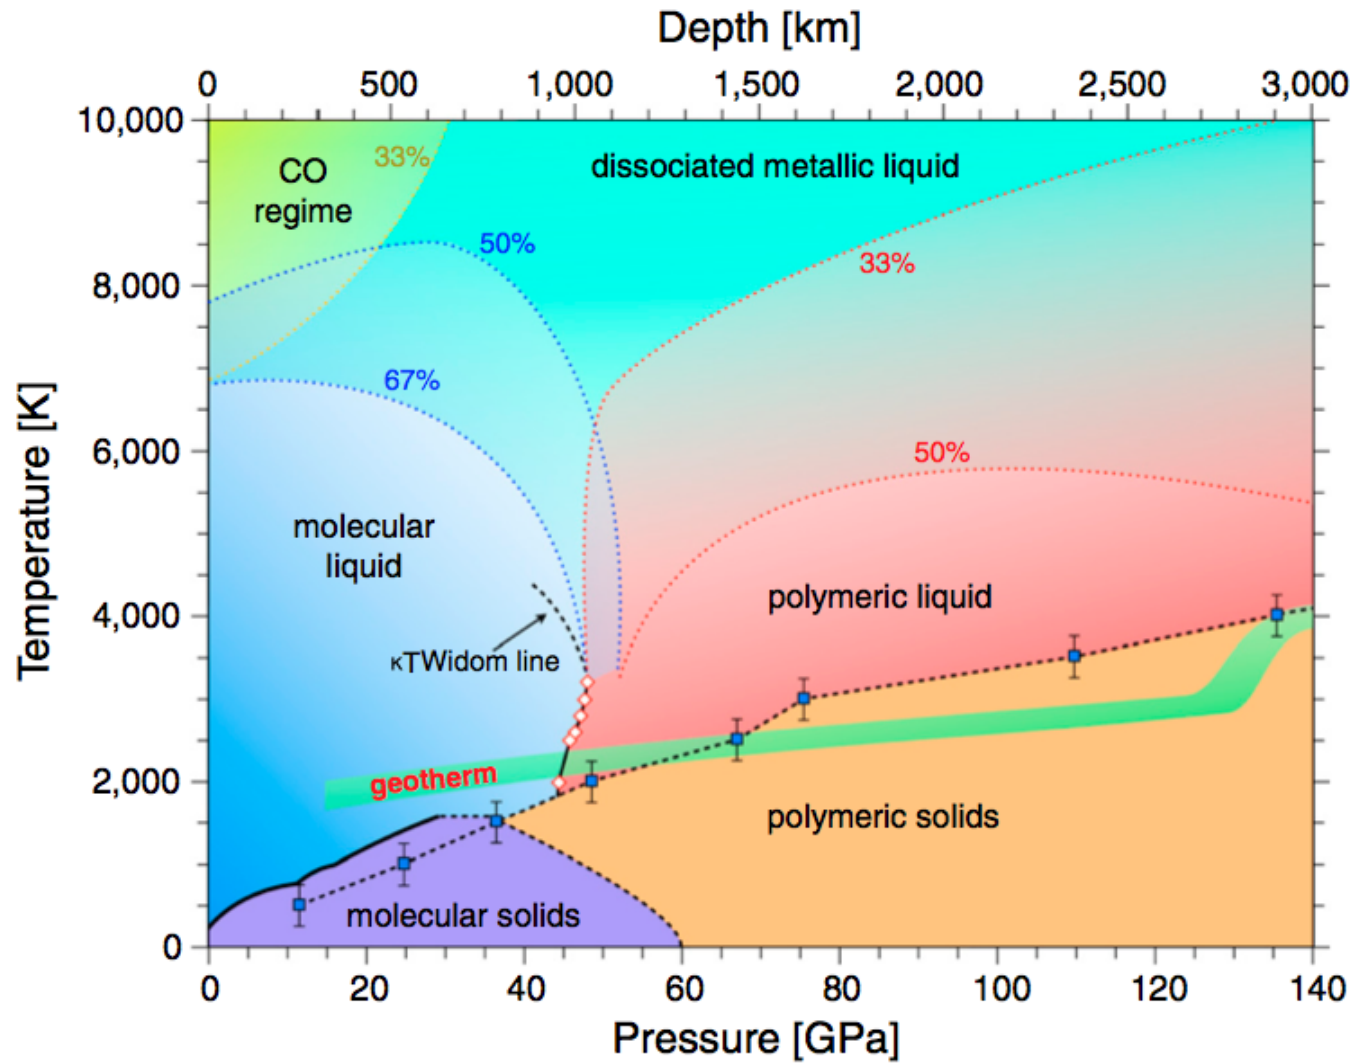 Depth [km]
0 500 1,000 1,500 2,000 2,500 3,000
10,000
8,000
6,000
4,000
2,000
0
Temperature [K]
CO
regime
33%
dissociated metallic liquid
50%
33%
67%
50%
molecular
liquid
polymeric liquid
κTWidom line
geotherm
polymeric solids
molecular solids
0 20 40 60 80 100 120 140
Pressure [GPa]